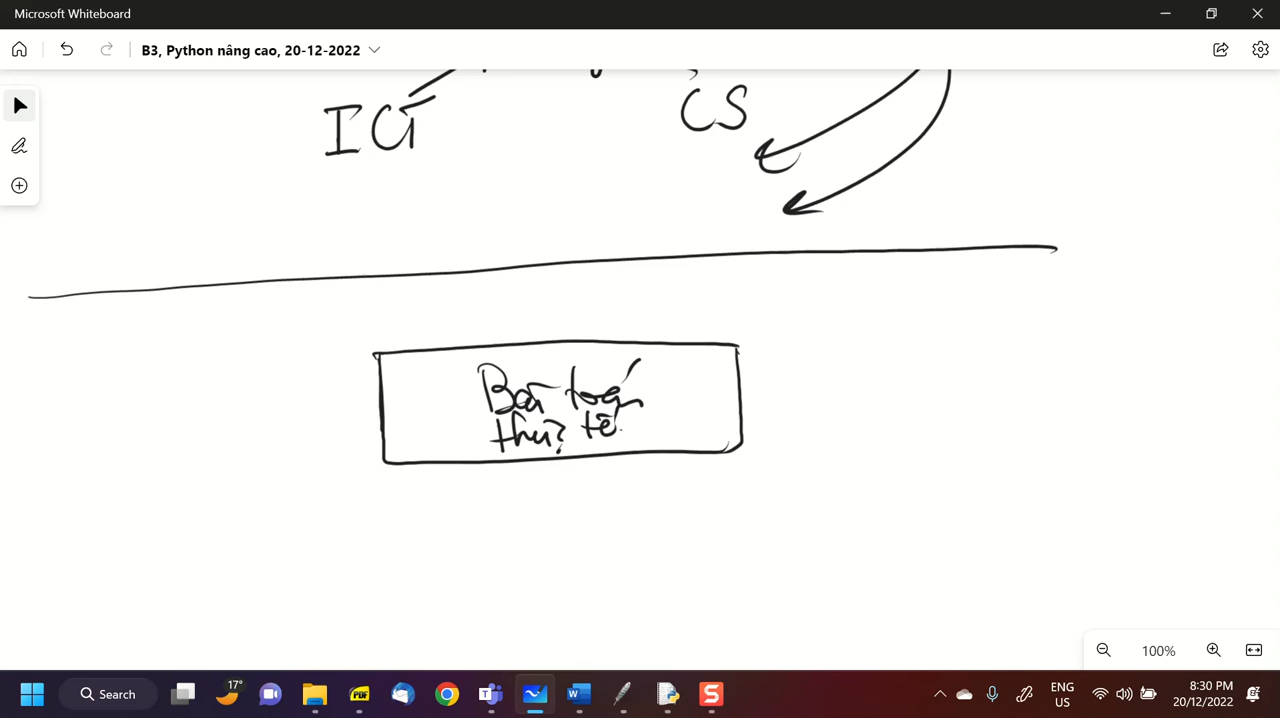 Microsoft Whiteboard
B3, Python nâng cao, 20-12-2022
CS
Bài toán
thực tế
100%
17°
Search
PDF
ENG
US
8:30 PM
20/12/2022